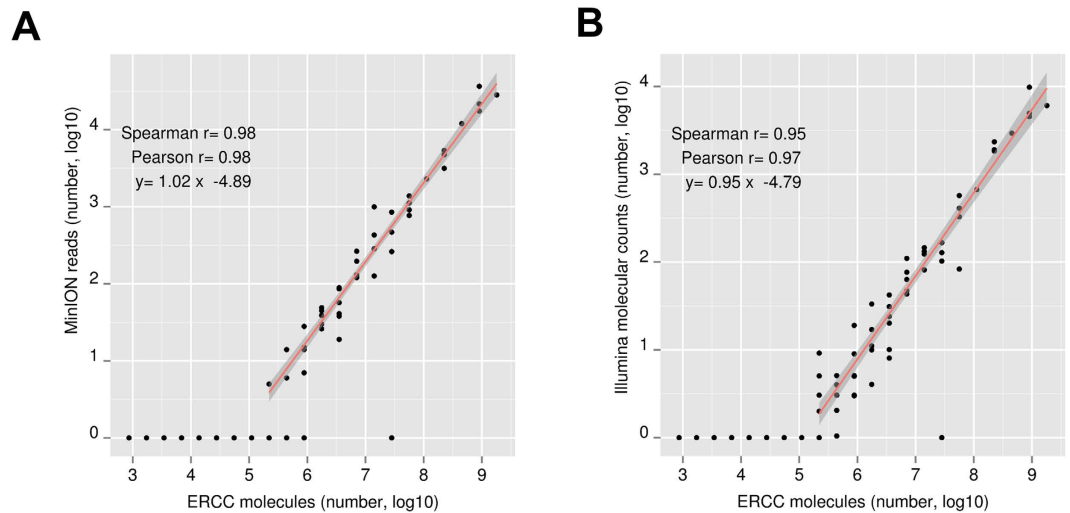 A
MinION reads (number, log10)
4
3
2
1
0
Spearman r= 0.98
Pearson r= 0.98
y= 1.02 x -4.89
3 4 5 6 7 8 9
ERCC molecules (number, log10)
B
Illumina molecular counts (number, log10)
4
3
2
1
0
Spearman r= 0.95
Pearson r= 0.97
y= 0.95 x -4.79
3 4 5 6 7 8 9
ERCC molecules (number, log10)